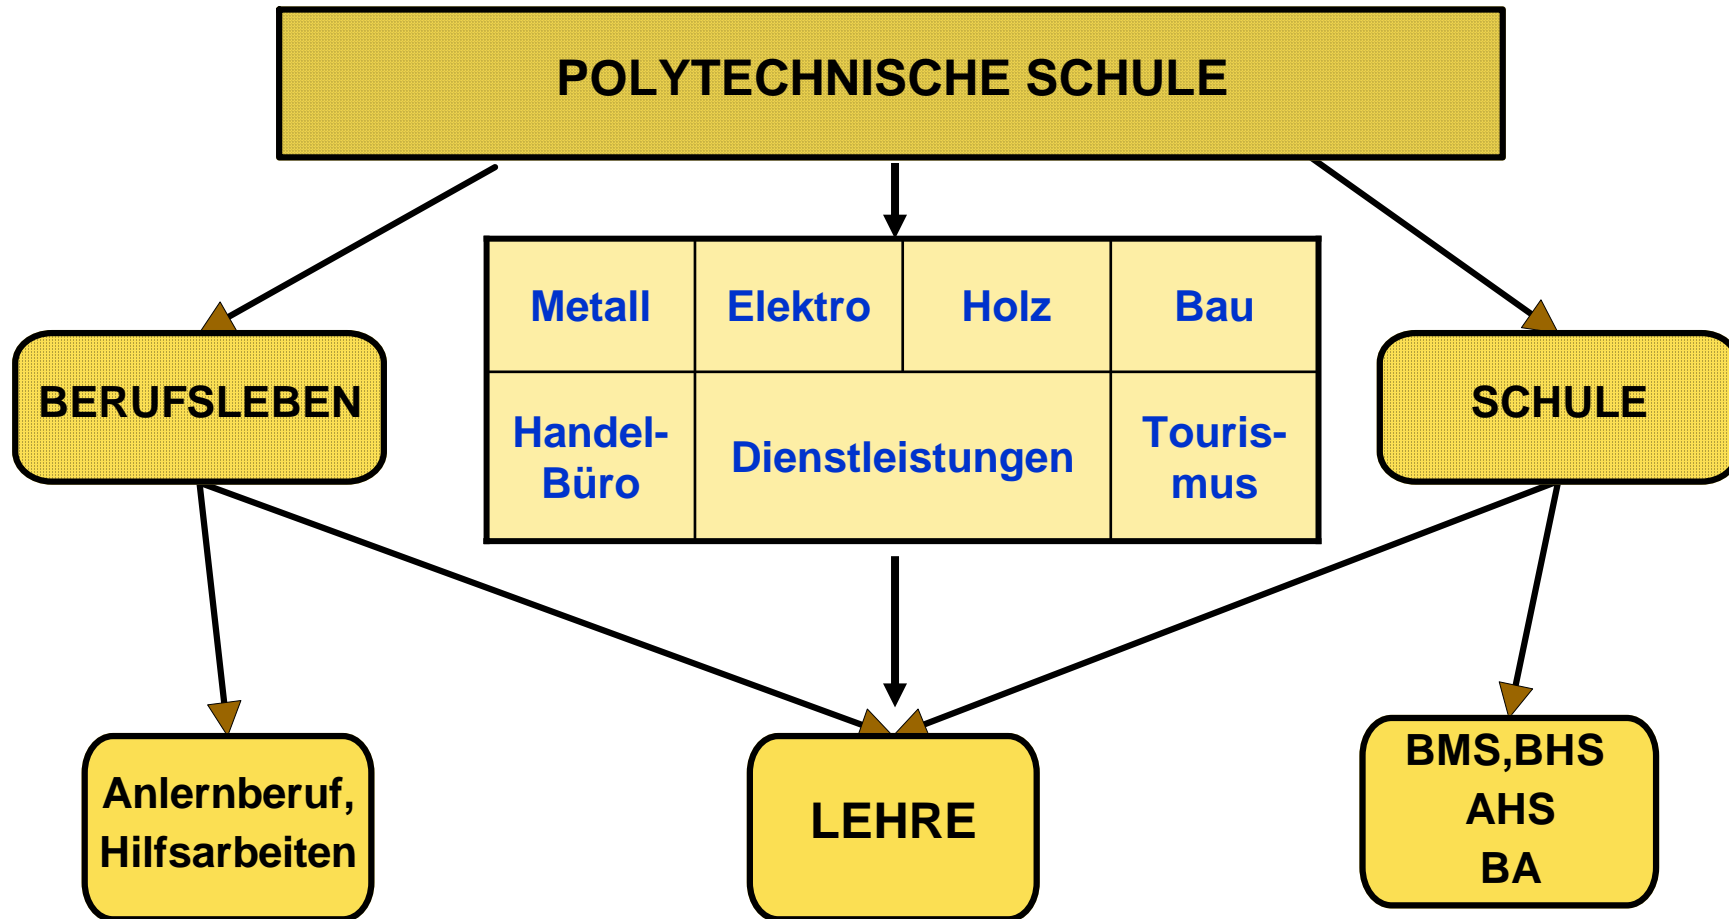 POLYTECHNISCHE SCHULE
Metall
Elektro
Holz
Bau
BERUFSLEBEN
Handel-
Büro
Dienstleistungen
Touris-
mus
SCHULE
Anlernberuf,
Hilfsarbeiten
LEHRE
BMS,BHS
AHS
BA